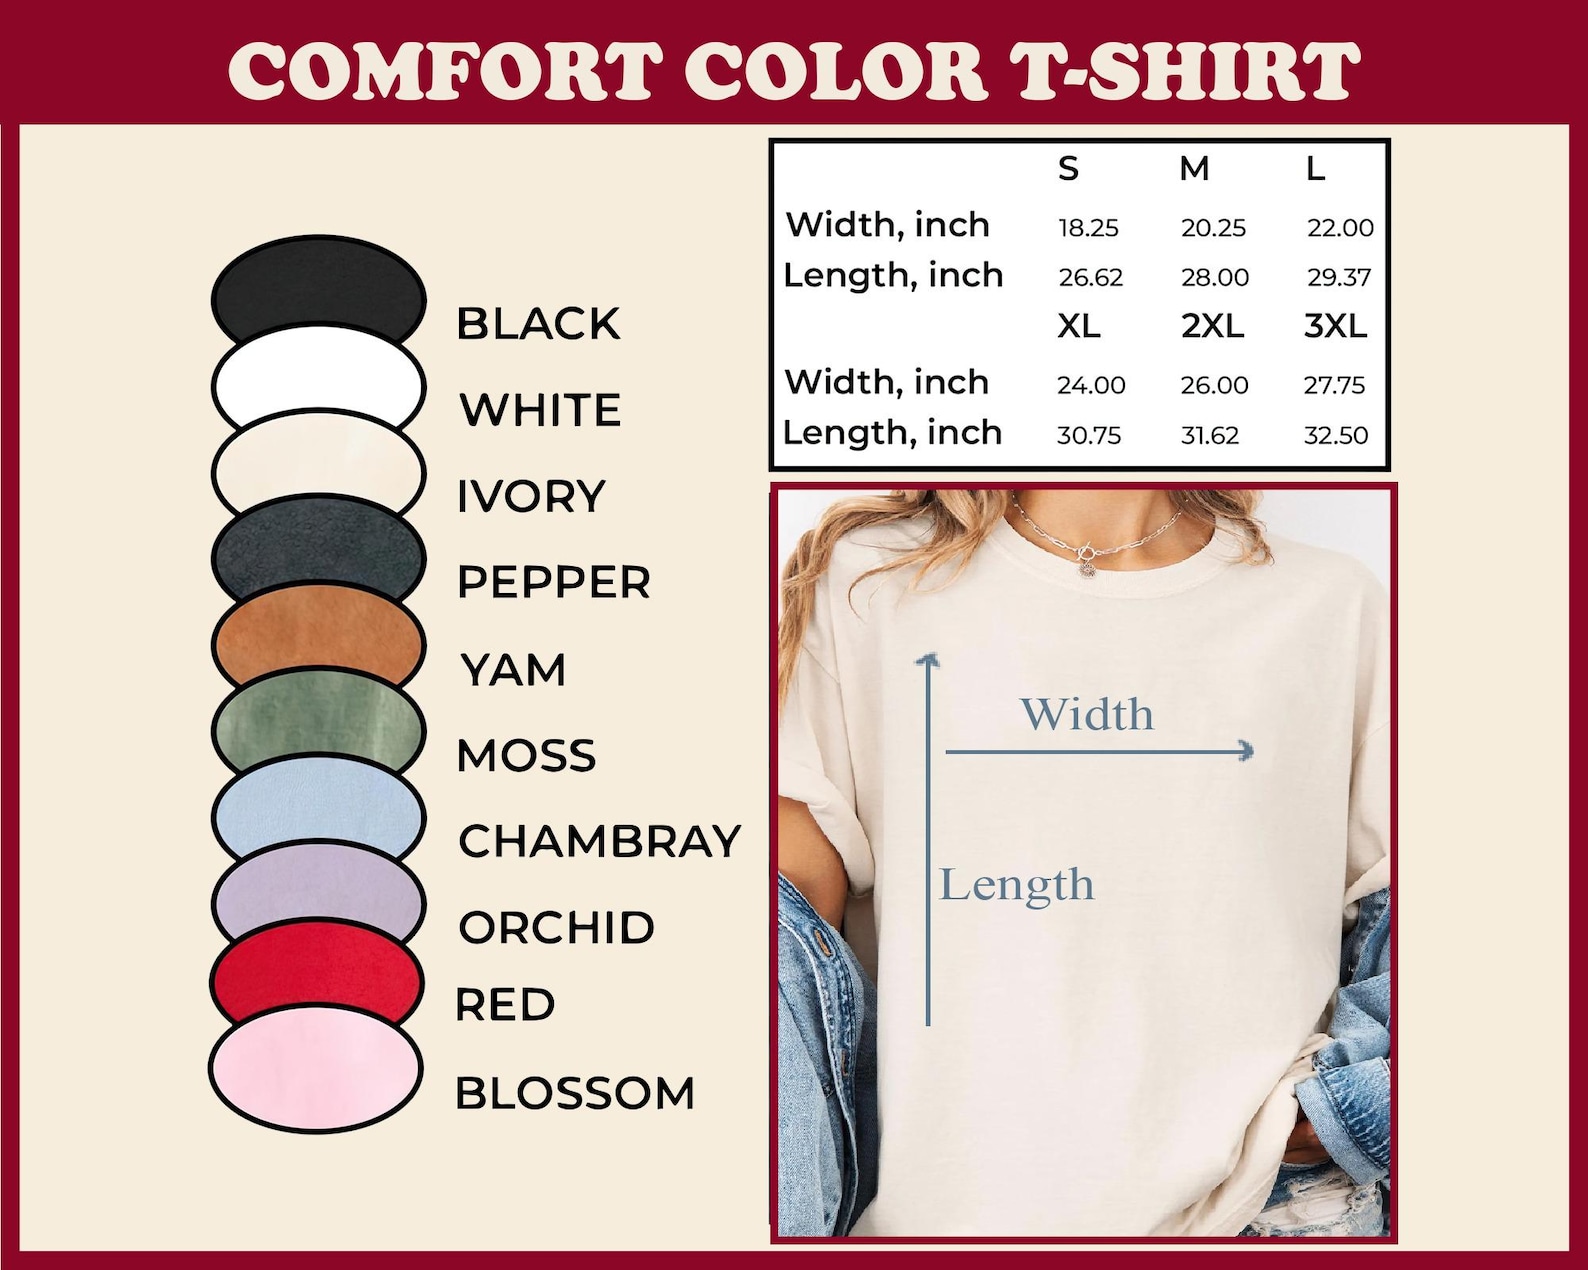 COMFORT COLOR T-SHIRT
BLACK
WHITE
IVORY
PEPPER
YAM
MOSS
CHAMBRAY
ORCHID
RED
BLOSSOM
S M L
Width, inch 18.25 20.25 22.00
Length, inch 26.62 28.00 29.37
XL 2XL 3XL
Width, inch 24.00 26.00 27.75
Length, inch 30.75 31.62 32.50
Width
Length